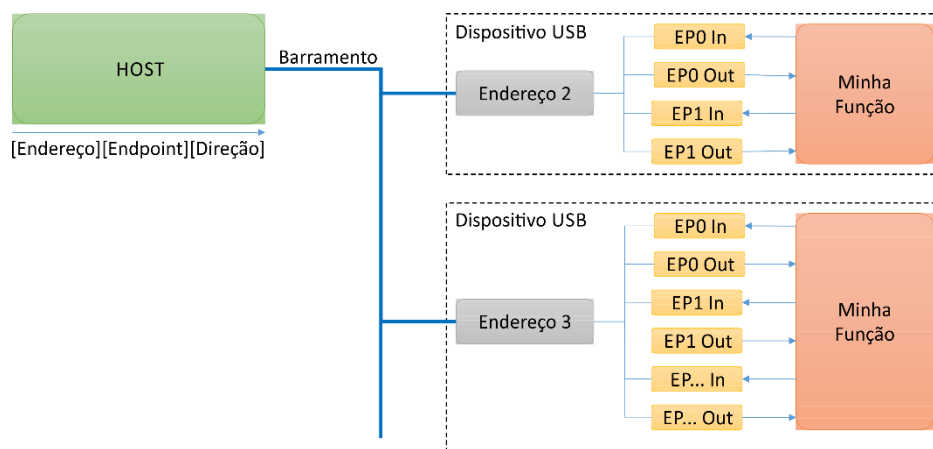 HOST
Barramento
[Endereço][Endpoint][Direção]
Dispositivo USB
Endereço 2
EP0 In
EP0 Out
EP1 In
EP1 Out
Minha
Função
Dispositivo USB
Endereço 3
EP0 In
EP0 Out
EP1 In
EP1 Out
EP... In
EP... Out
Minha
Função